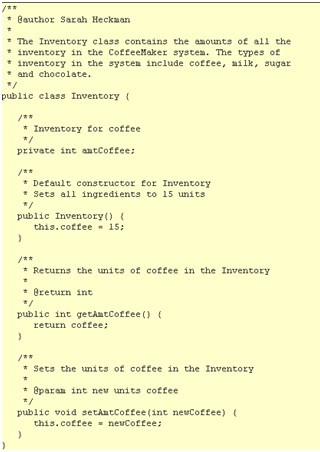 /**
 * @author Sarah Heckman
 *
 * The Inventory class contains the amounts of all the
 * inventory in the CoffeeMaker system. The types of
 * inventory in the system include coffee, milk, sugar
 * and chocolate.
 */
public class Inventory {
/**
 * Inventory for coffee
 */
private int amtCoffee;
/**
 * Default constructor for Inventory
 * Sets all ingredients to 15 units
 */
public Inventory() {
this.coffee = 15;
}
/**
 * Returns the units of coffee in the Inventory
 *
 * @return int
 */
public int getAmtCoffee() {
return coffee;
}
/**
 * Sets the units of coffee in the Inventory
 *
 * @param int new units coffee
 */
public void setAmtCoffee(int newCoffee) {
this.coffee = newCoffee;
}
}